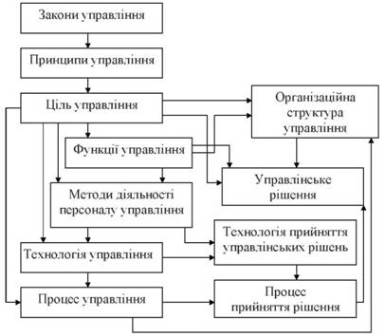 Закони управління
Принципи управління
Ціль управління
Організаційна
структура
управління
Функції управління
Управлінське
рішення
Методи діяльності
персоналу управління
Технологія прийняття
управлінських рішень
Технологія управління
Процес управління
Процес
прийняття рішення